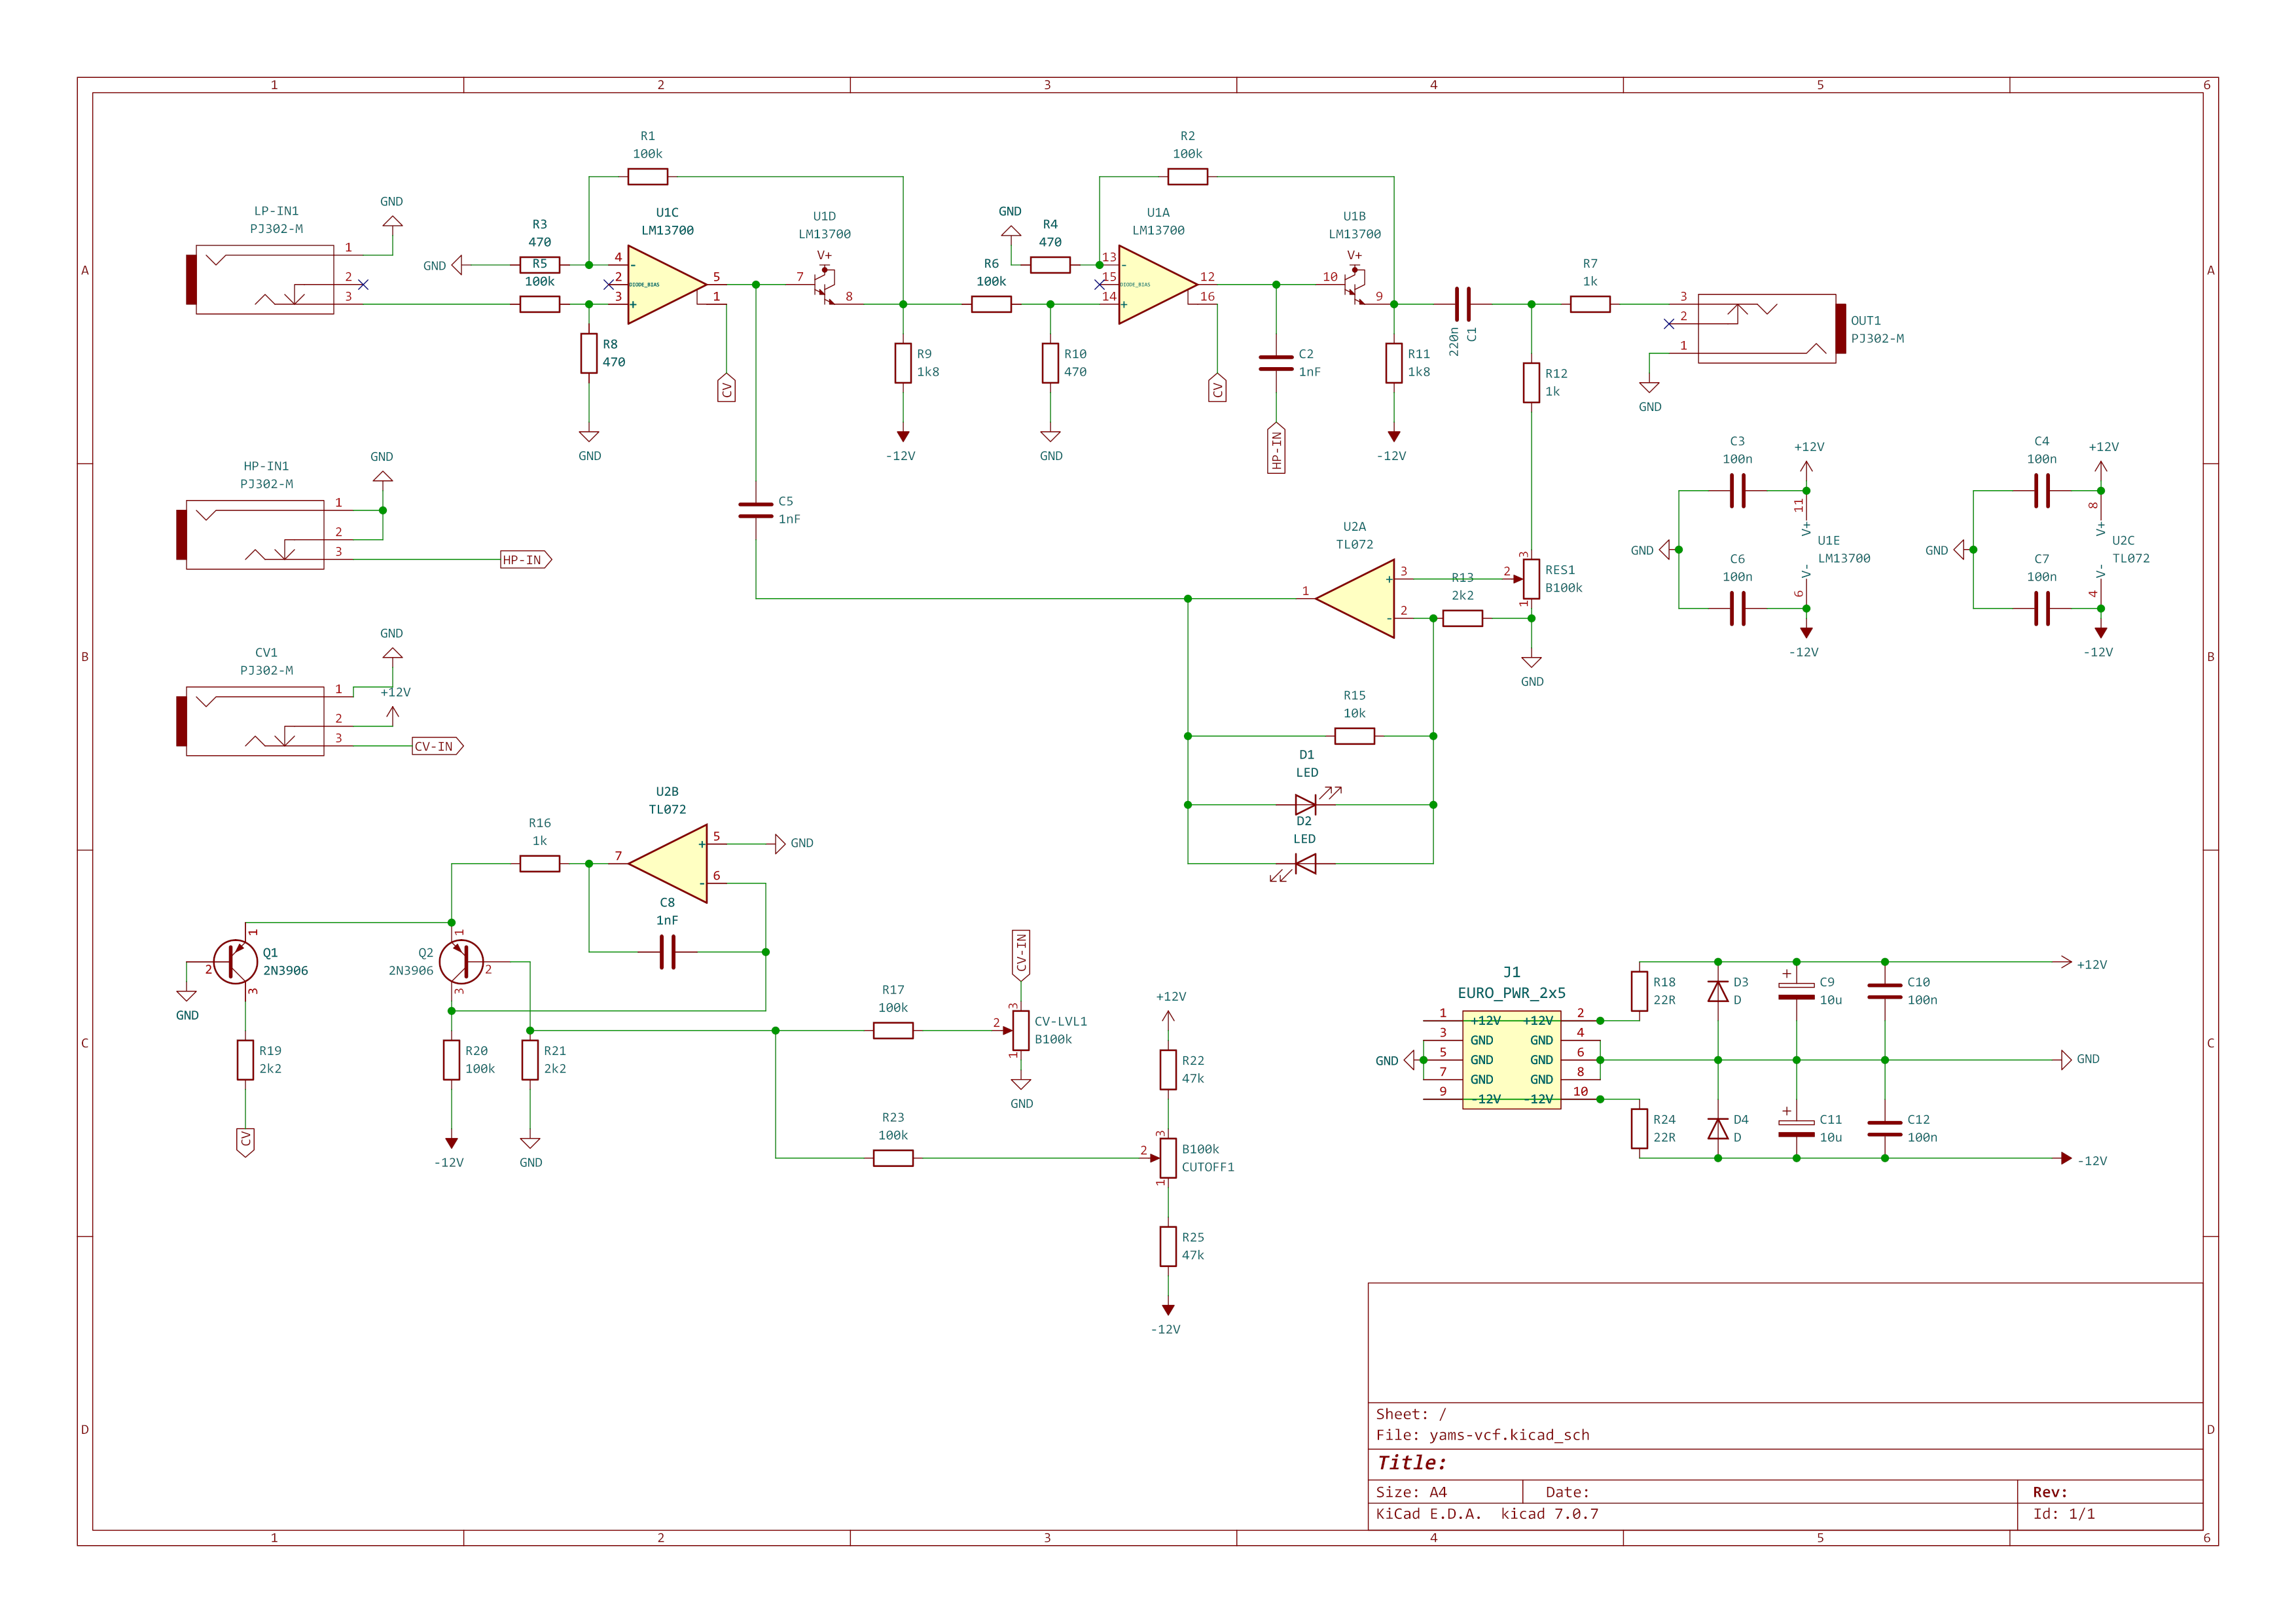 1 2 3 4 5 6
A
B
C
D
A
B
C
D
1 2 3 4 5 6
LP-IN1
PJ302-M
1
2
3
GND
GND
R3
470
R5
100k
R1
100k
U1C
LM13700
4
2
3
-
DIODE_BIAS
+
5
1
R8
470
GND
CV
U1D
LM13700
V+
7
8
R9
1k8
-12V
R6
100k
GND
R4
470
R10
470
GND
R2
100k
U1A
LM13700
13
15
14
-
DIODE_BIAS
+
12
16
CV
C2
1nF
HP-IN
U1B
LM13700
V+
10
9
R11
1k8
-12V
220n
C1
R7
1k
R12
1k
3
2
1
OUT1
PJ302-M
GND
HP-IN1
PJ302-M
1
2
3
GND
HP-IN
C5
1nF
U2A
TL072
1
3
+
2
-
R13
2k2
3
2
1
RES1
B100k
GND
C3
100n
+12V
11
V+
GND
U1E
LM13700
C6
100n
V-
6
-12V
C4
100n
+12V
8
V+
GND
U2C
TL072
C7
100n
V-
4
-12V
CV1
PJ302-M
1
2
3
GND
+12V
CV-IN
R15
10k
D1
LED
D2
LED
U2B
TL072
7
5
+
6
-
GND
R16
1k
C8
1nF
Q1
2N3906
1
2
3
GND
Q2
2N3906
1
2
3
R19
2k2
CV
R20
100k
-12V
R21
2k2
GND
R17
100k
CV-IN
3
2
1
CV-LVL1
B100k
GND
R23
100k
+12V
R22
47k
3
2
1
B100k
CUTOFF1
R25
47k
-12V
J1
EURO_PWR_2x5
1 +12V +12V 2
3 GND GND 4
5 GND GND 6
7 GND GND 8
9 -12V -12V 10
GND
R18
22R
D3
D
+
C9
10u
C10
100n
+12V
GND
R24
22R
D4
D
+
C11
10u
C12
100n
-12V
Sheet: /
File: yams-vcf.kicad_sch
Title:
Size: A4 Date: Rev:
KiCad E.D.A. kicad 7.0.7 Id: 1/1